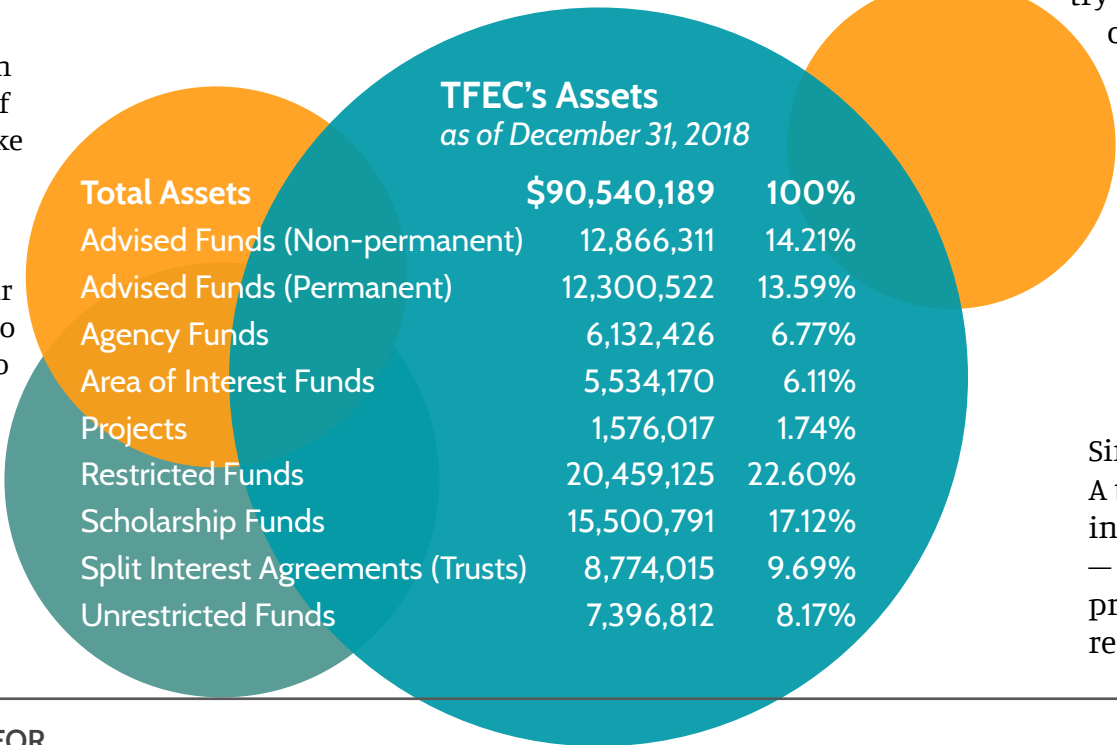 TFEC's Assets
as of December 31, 2018
Total Assets $90,540,189 100%
Advised Funds (Non-permanent) 12,866,311 14.21%
Advised Funds (Permanent) 12,300,522 13.59%
Agency Funds 6,132,426 6.77%
Area of Interest Funds 5,534,170 6.11%
Projects 1,576,017 1.74%
Restricted Funds 20,459,125 22.60%
Scholarship Funds 15,500,791 17.12%
Split Interest Agreements (Trusts) 8,774,015 9.69%
Unrestricted Funds 7,396,812 8.17%
A
in
—